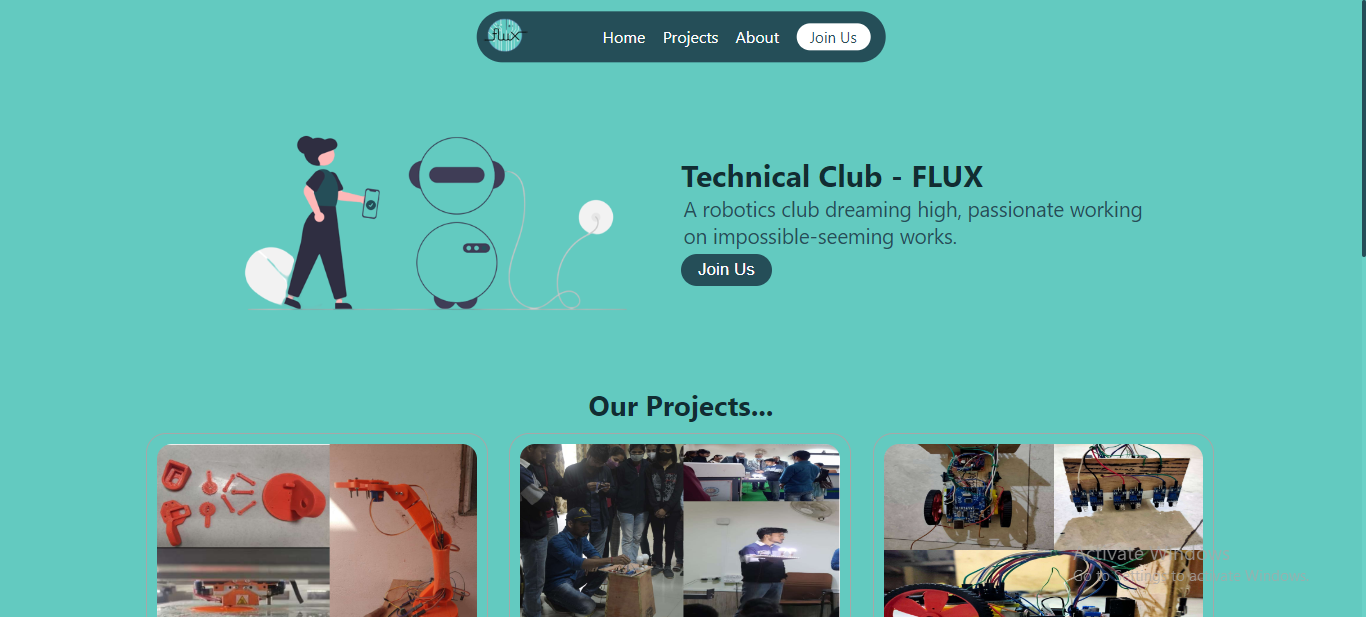 flux
Home Projects About Join Us
Technical Club - FLUX
A robotics club dreaming high, passionate working
on impossible-seeming works.
Join Us
Our Projects...
Activate Windows
Go to Settings to activate Windows.